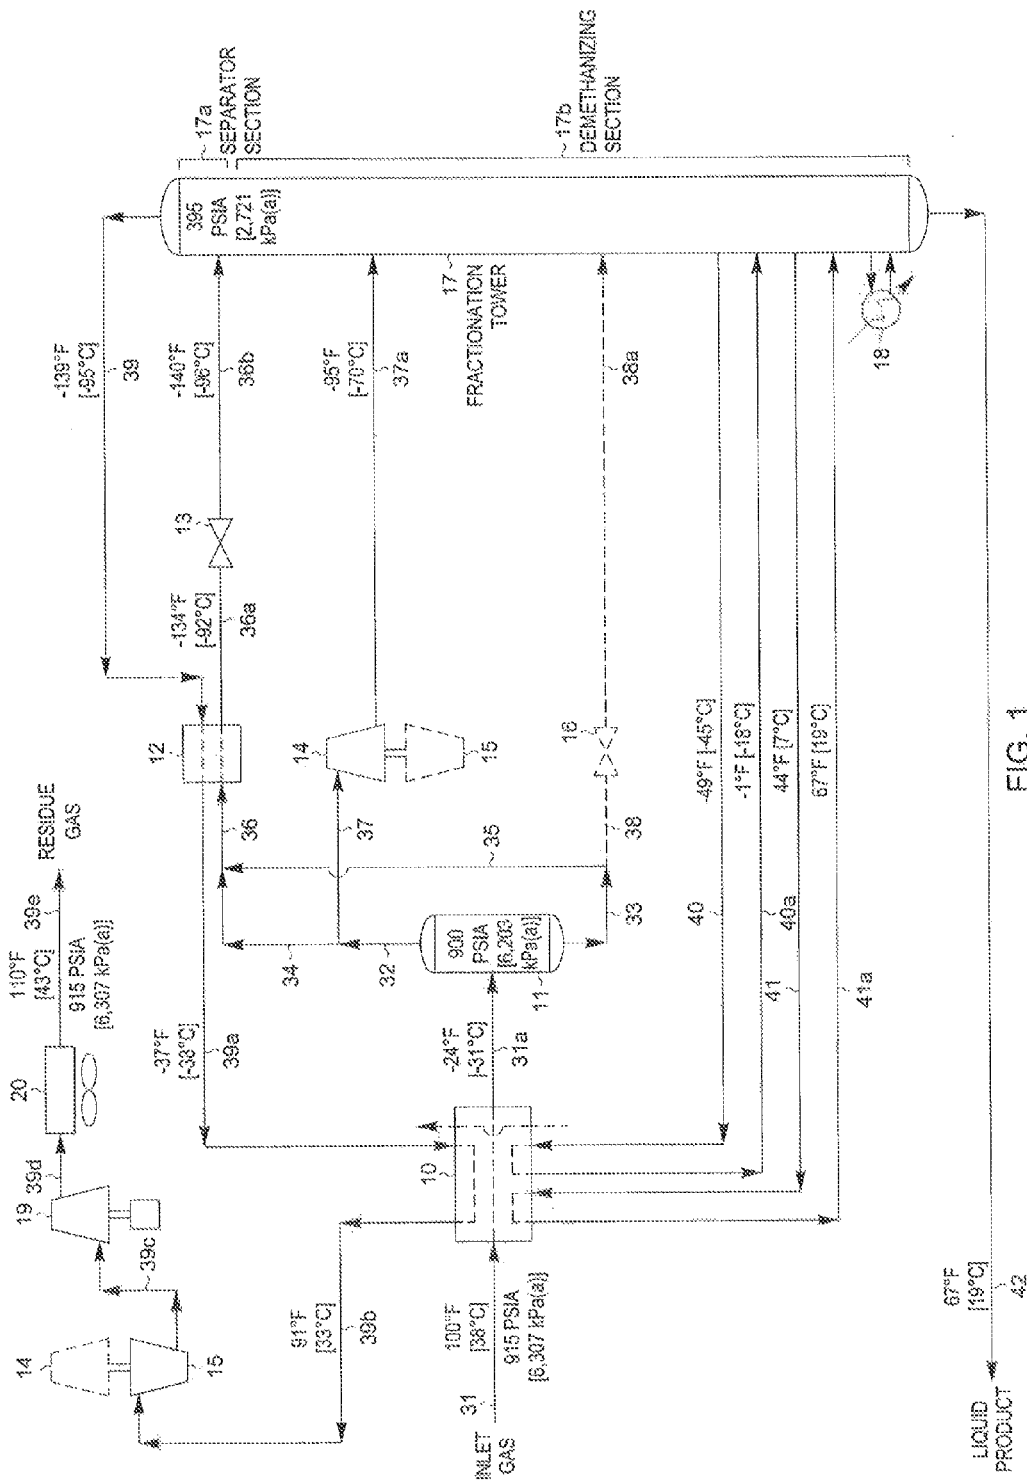 110°F
[43°C]
39e
RESIDUE
GAS
915 PSIA
[6,307 kPa(a)]
20
39d
19
39c
14
15
-139°F
[-95°C]
39
17a
SEPARATOR
SECTION
-134°F
[-92°C]
36a
13
-140°F
[-96°C]
36b
12
395
PSIA
[2,721
kPa(a)]
91°F
[33°C]
39b
-37°F
[-38°C]
39a
34
36
37
14
15
-95°F
[-70°C]
37a
32
35
17
FRACTIONATION
TOWER
17b
DEMETHANIZING
SECTION
INLET
GAS
31
100°F
[38°C]
915 PSIA
[6,307 kPa(a)]
10
-24°F
[-31°C]
31a
900
PSIA
[6,203
kPa(a)]
11
33
38
16
38a
40
-49°F [-45°C]
40a
-1°F [-18°C]
41
44°F [7°C]
41a
67°F [19°C]
18
LIQUID
PRODUCT
67°F
[19°C]
42
FIG. 1